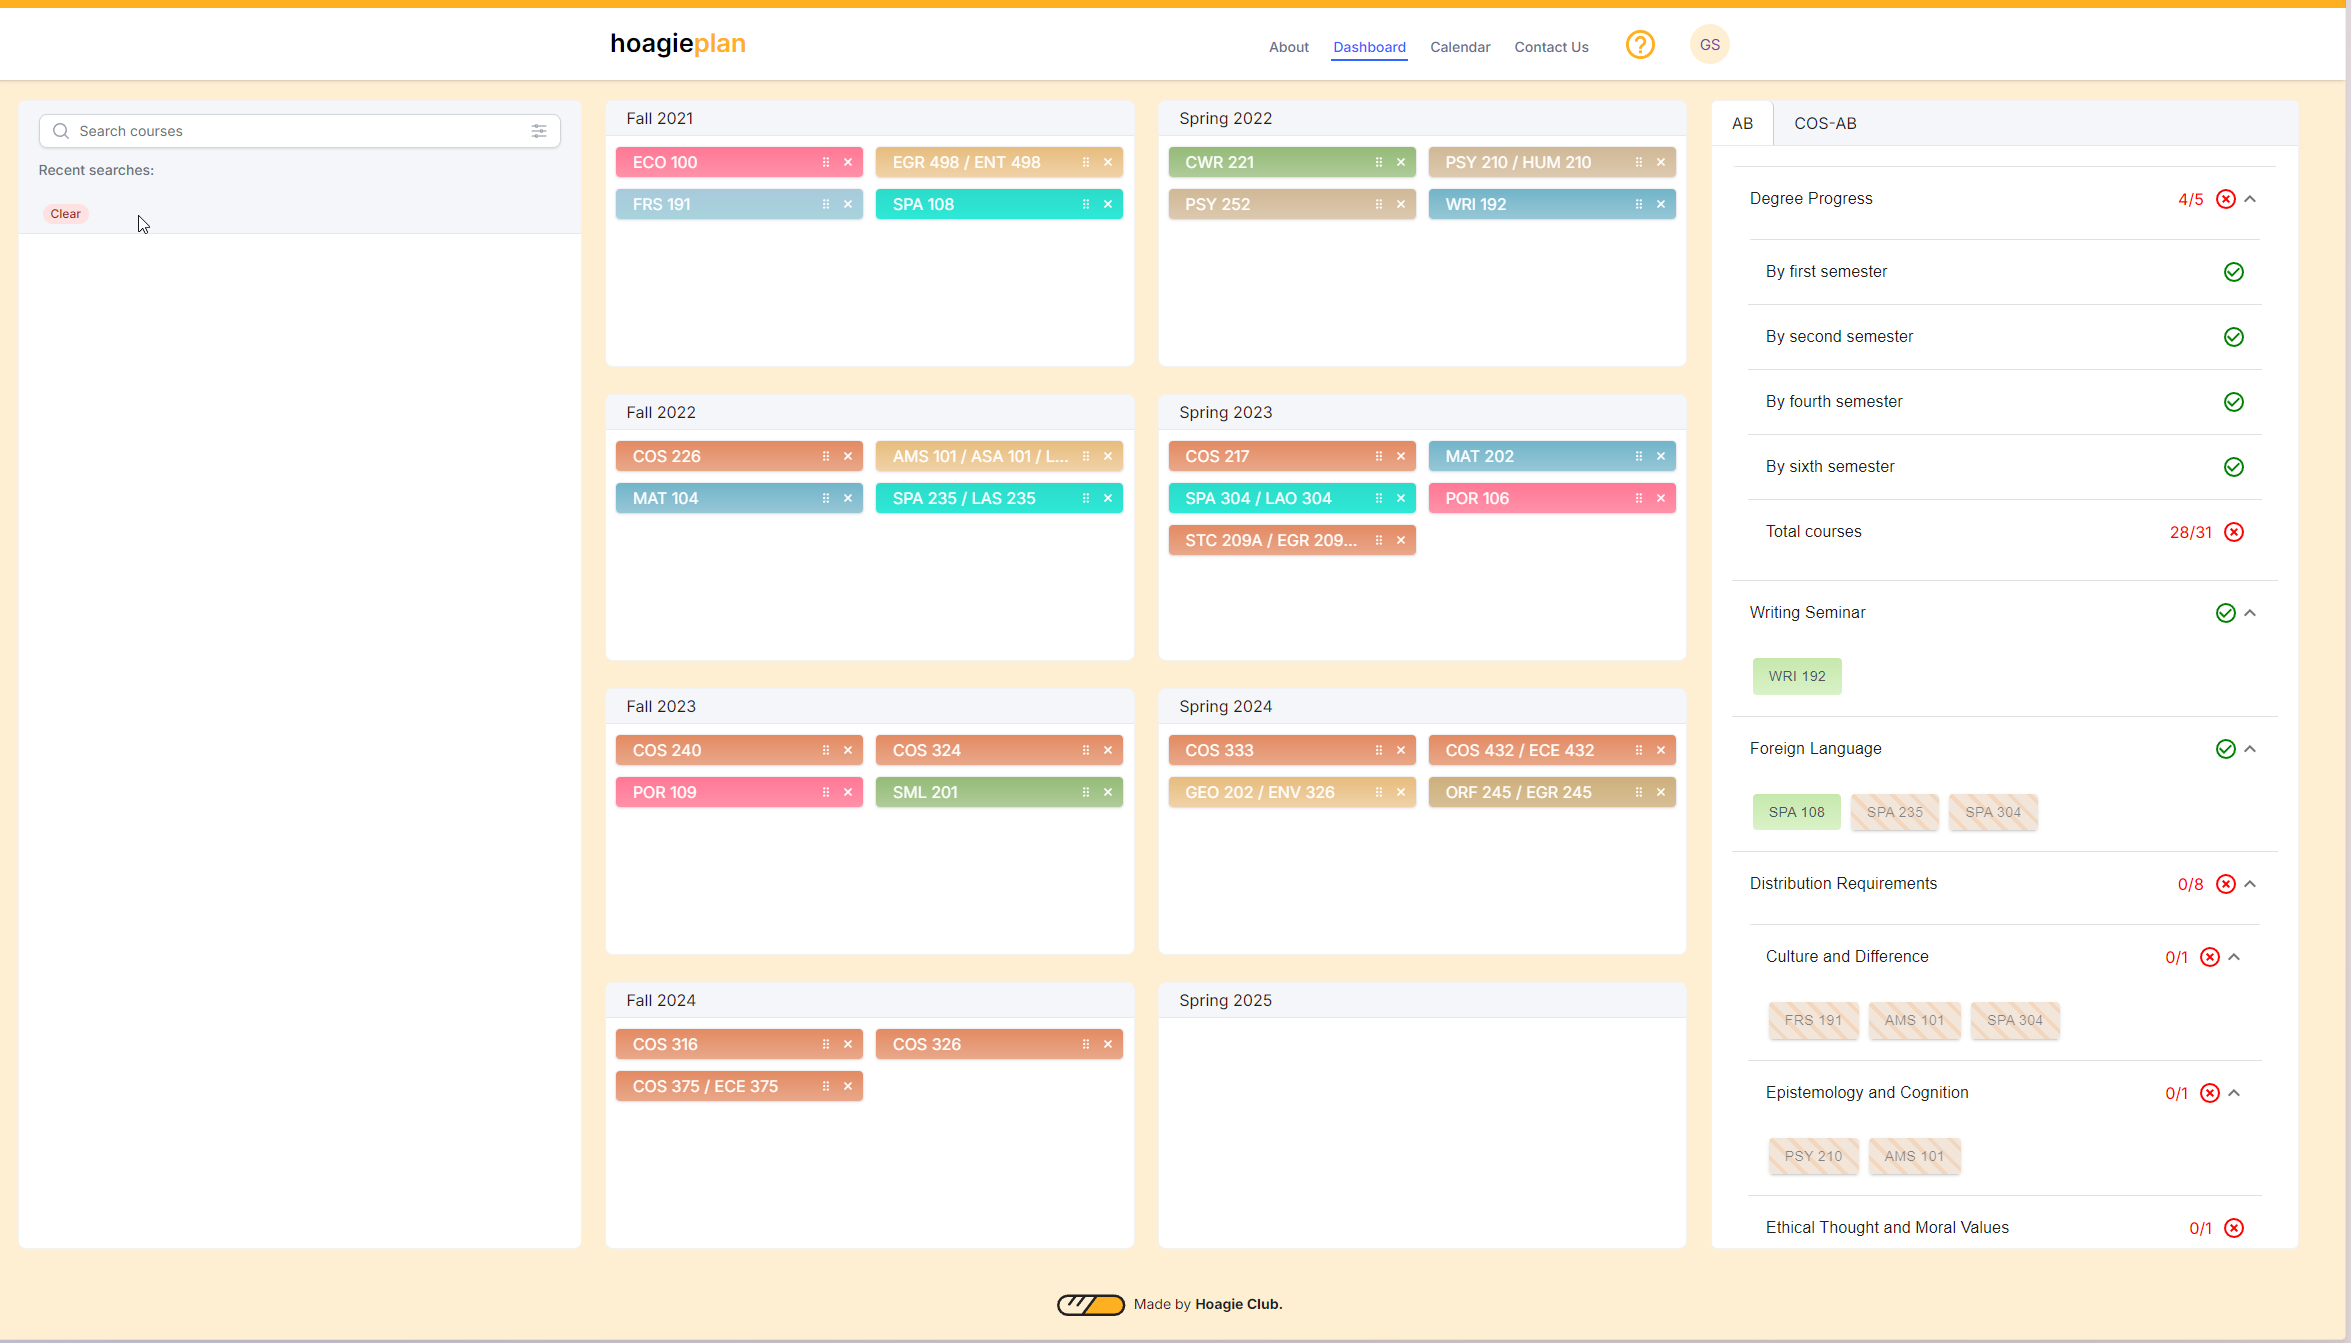 hoagieplan
About
Dashboard
Calendar
Contact Us
?
GS
Search courses
Recent searches:
Clear
Fall 2021
ECO 100
EGR 498 / ENT 498
FRS 191
SPA 108
Spring 2022
CWR 221
PSY 210 / HUM 210
PSY 252
WRI 192
Fall 2022
COS 226
AMS 101 / ASA 101 / L...
MAT 104
SPA 235 / LAS 235
Spring 2023
COS 217
MAT 202
SPA 304 / LAO 304
POR 106
STC 209A / EGR 209...
Fall 2023
COS 240
COS 324
POR 109
SML 201
Spring 2024
COS 333
COS 432 / ECE 432
GEO 202 / ENV 326
ORF 245 / EGR 245
Fall 2024
COS 316
COS 326
COS 375 / ECE 375
Spring 2025
AB
COS-AB
Degree Progress 4/5
By first semester
By second semester
By fourth semester
By sixth semester
Total courses 28/31
Writing Seminar
WRI 192
Foreign Language
SPA 108 SPA 235 SPA 304
Distribution Requirements 0/8
Culture and Difference 0/1
FRS 191 AMS 101 SPA 304
Epistemology and Cognition 0/1
PSY 210 AMS 101
Ethical Thought and Moral Values 0/1
Made by Hoagie Club.